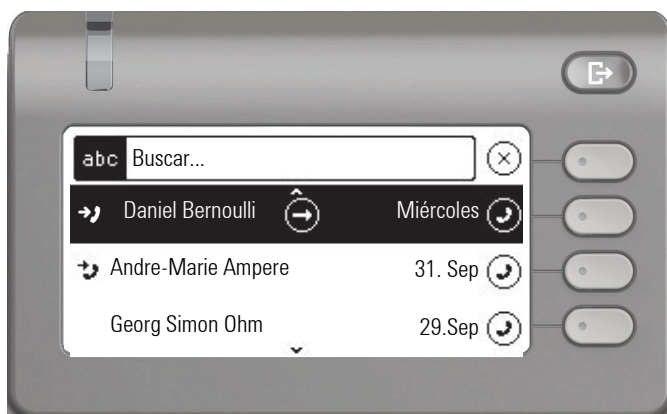 abc Buscar...
Daniel Bernoulli Miércoles
Andre-Marie Ampere 31. Sep
Georg Simon Ohm 29.Sep